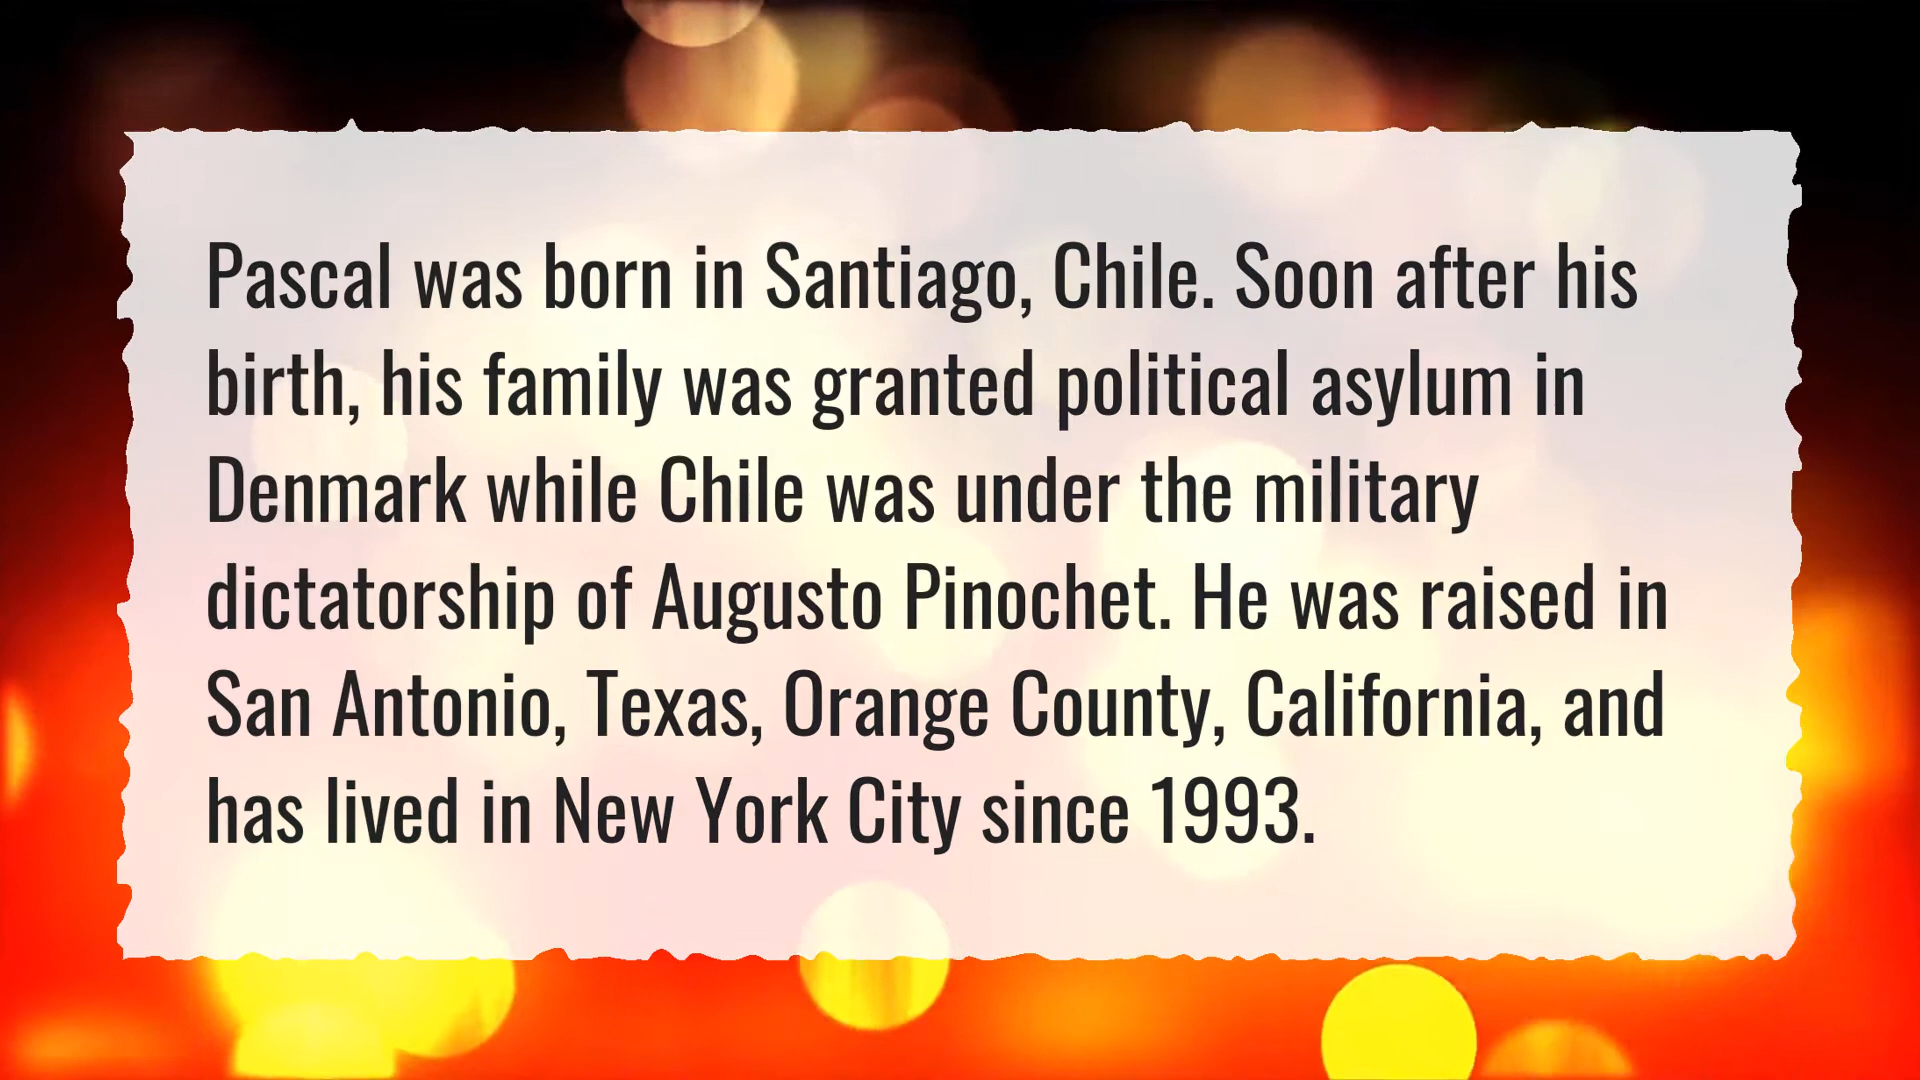 Pascal was born in Santiago, Chile. Soon after his
birth, his family was granted political asylum in
Denmark while Chile was under the military
dictatorship of Augusto Pinochet. He was raised in
San Antonio, Texas, Orange County, California, and
has lived in New York City since 1993.